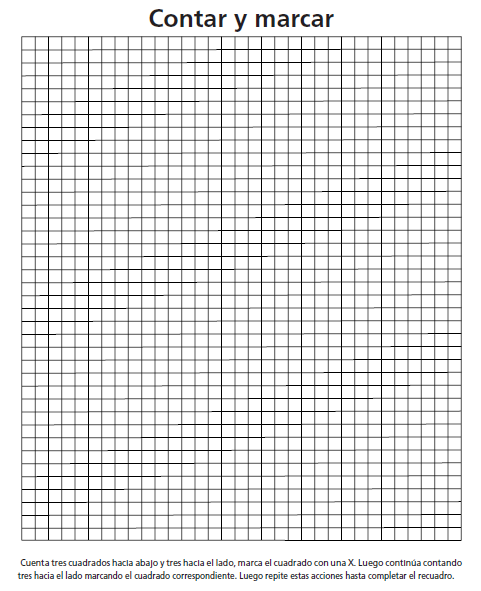 Contar y marcar
Cuenta tres cuadrados hacia abajo y tres hacia el lado, marca el cuadrado con una X. Luego continúa contando
tres hacia el lado marcando el cuadrado correspondiente. Luego repite estas acciones hasta completar el recuadro.